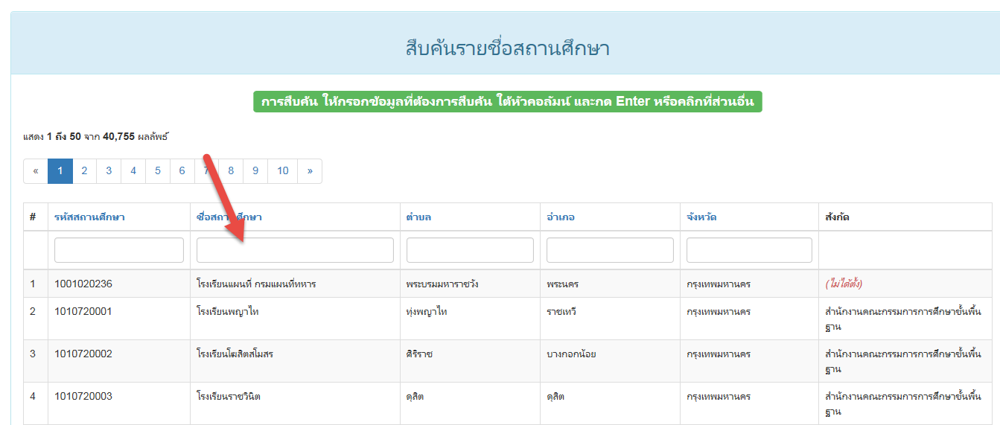 สืบค้นรายชื่อสถานศึกษา
การสืบค้น ให้กรอกข้อมูลที่ต้องการสืบค้น ใต้หัวคอลัมน์ และกด Enter หรือคลิกที่ส่วนอื่น
แสดง 1 ถึง 50 จาก 40,755 ผลลัพธ์
« 1 2 3 4 5 6 7 8 9 10 »
# รหัสสถานศึกษา ชื่อสถานศึกษา ตำบล อำเภอ จังหวัด สังกัด
1 1001020236 โรงเรียนแผนที่ กรมแผนที่ทหาร พระบรมมหาราชวัง พระนคร กรุงเทพมหานคร (ไม่ได้ตั้ง)
2 1010720001 โรงเรียนพญาไท ทุ่งพญาไท ราชเทวี กรุงเทพมหานคร สำนักงานคณะกรรมการการศึกษาขั้นพื้น
ฐาน
3 1010720002 โรงเรียนโฆสิตสโมสร ศิริราช บางกอกน้อย กรุงเทพมหานคร สำนักงานคณะกรรมการการศึกษาขั้นพื้น
ฐาน
4 1010720003 โรงเรียนราชวินิต ดุสิต ดุสิต กรุงเทพมหานคร สำนักงานคณะกรรมการการศึกษาขั้นพื้น
ฐาน